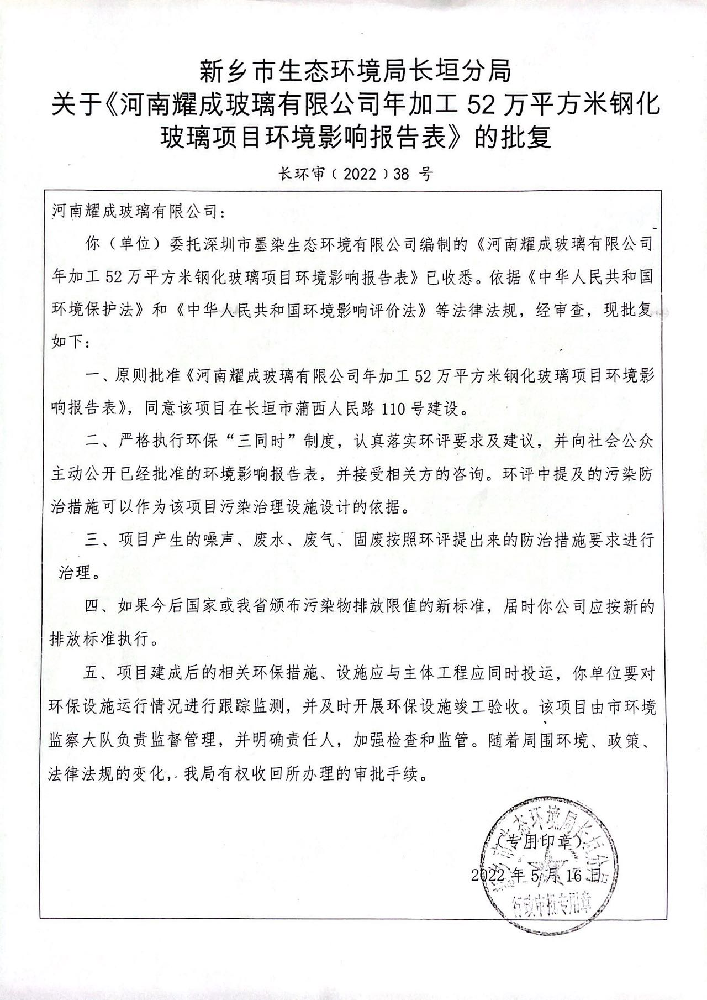 新乡市生态环境局长垣分局
关于《河南耀成玻璃有限公司年加工 52 万平方米钢化
玻璃项目环境影响报告表》的批复
长环审﹝2022﹞38 号
河南耀成玻璃有限公司：
你（单位）委托深圳市墨染生态环境有限公司编制的《河南耀成玻璃有限公司
年加工 52 万平方米钢化玻璃项目环境影响报告表》已收悉。依据《中华人民共和国
环境保护法》和《中华人民共和国环境影响评价法》等法律法规，经审查，现批复
如下：
一、原则批准《河南耀成玻璃有限公司年加工 52 万平方米钢化玻璃项目环境影
响报告表》，同意该项目在长垣市蒲西人民路 110 号建设。
二、严格执行环保“三同时”制度，认真落实环评要求及建议，并向社会公众
主动公开已经批准的环境影响报告表，并接受相关方的咨询。环评中提及的污染防
治措施可以作为该项目污染治理设施设计的依据。
三、项目产生的噪声、废水、废气、固废按照环评提出来的防治措施要求进行
治理。
四、如果今后国家或我省颁布污染物排放限值的新标准，届时你公司应按新的
排放标准执行。
五、项目建成后的相关环保措施、设施应与主体工程应同时投运，你单位要对
环保设施运行情况进行跟踪监测，并及时开展环保设施竣工验收。该项目由市环境
监察大队负责监督管理，并明确责任人，加强检查和监管。随着周围环境、政策、
法律法规的变化，我局有权收回所办理的审批手续。
新乡市生态环境局长垣分局
（专用印章）
2022 年 5 月 16 日
行政审批专用章